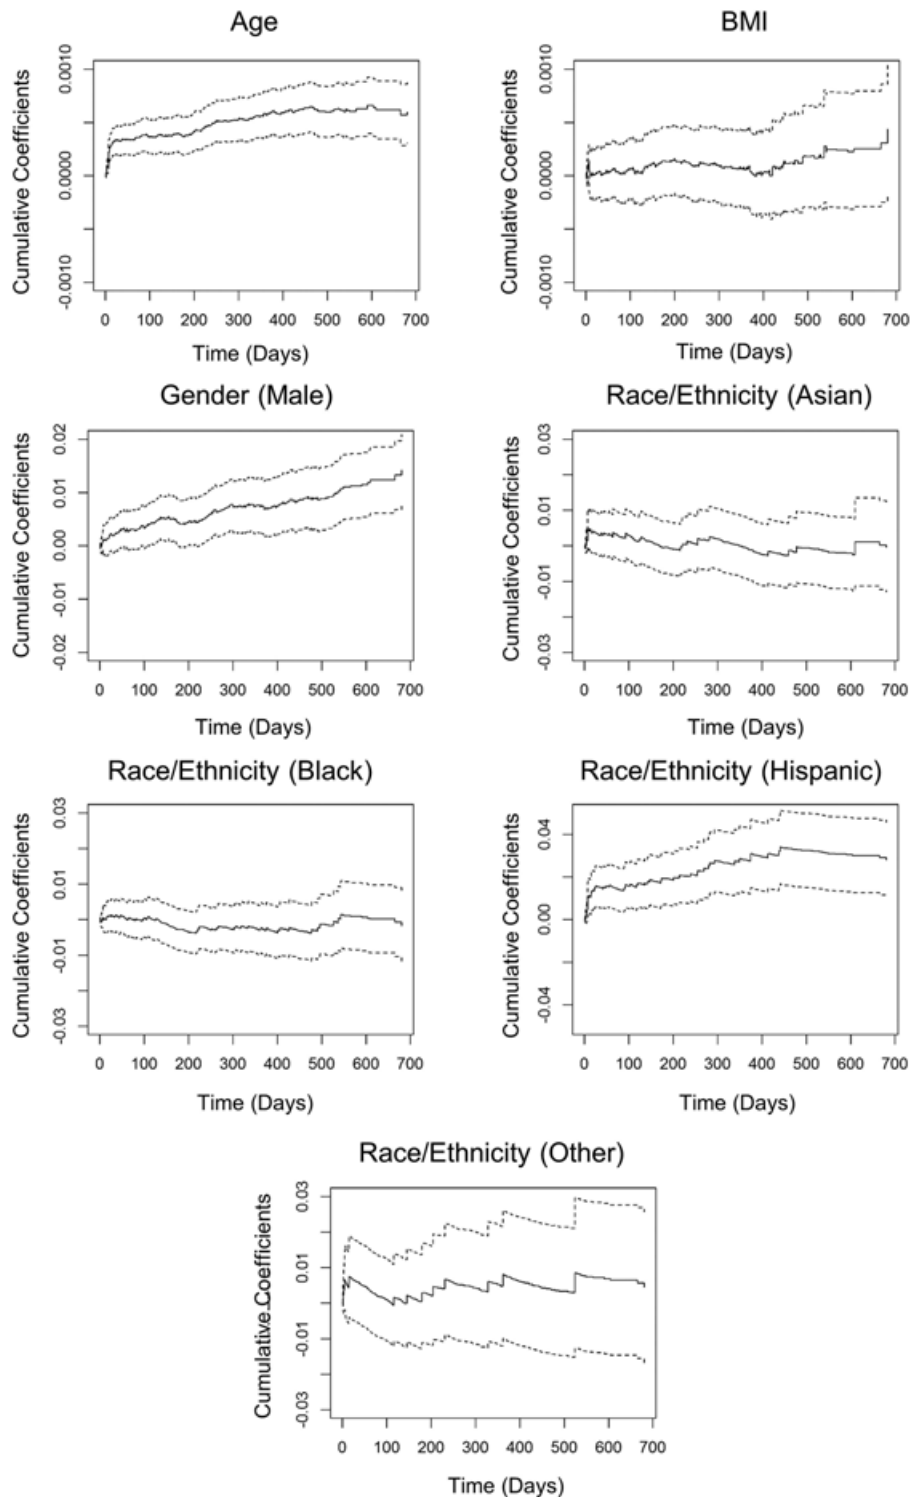 Age
Cumulative Coefficients
0.0010
0.0000
-0.0010
0 100 200 300 400 500 600 700
Time (Days)
BMI
Cumulative Coefficients
0.0010
0.0000
-0.0010
0 100 200 300 400 500 600 700
Time (Days)
Gender (Male)
Cumulative Coefficients
0.02
0.01
0.00
-0.01
-0.02
0 100 200 300 400 500 600 700
Time (Days)
Race/Ethnicity (Asian)
Cumulative Coefficients
0.03
0.01
-0.01
-0.03
0 100 200 300 400 500 600 700
Time (Days)
Race/Ethnicity (Black)
Cumulative Coefficients
0.03
0.01
-0.01
-0.03
0 100 200 300 400 500 600 700
Time (Days)
Race/Ethnicity (Hispanic)
Cumulative Coefficients
0.04
0.00
-0.04
0 100 200 300 400 500 600 700
Time (Days)
Race/Ethnicity (Other)
Cumulative Coefficients
0.03
0.01
-0.01
-0.03
0 100 200 300 400 500 600 700
Time (Days)